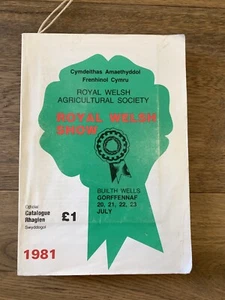 Cymdeithas Amaethyddol
Frenhinol Cymru
ROYAL WELSH
AGRICULTURAL SOCIETY
ROYAL WELSH
SHOW
BUILTH WELLS
GORFFENNAF
20, 21, 22, 23
JULY
Official
Catalogue
Rhaglen
Swyddogol
£1
1981